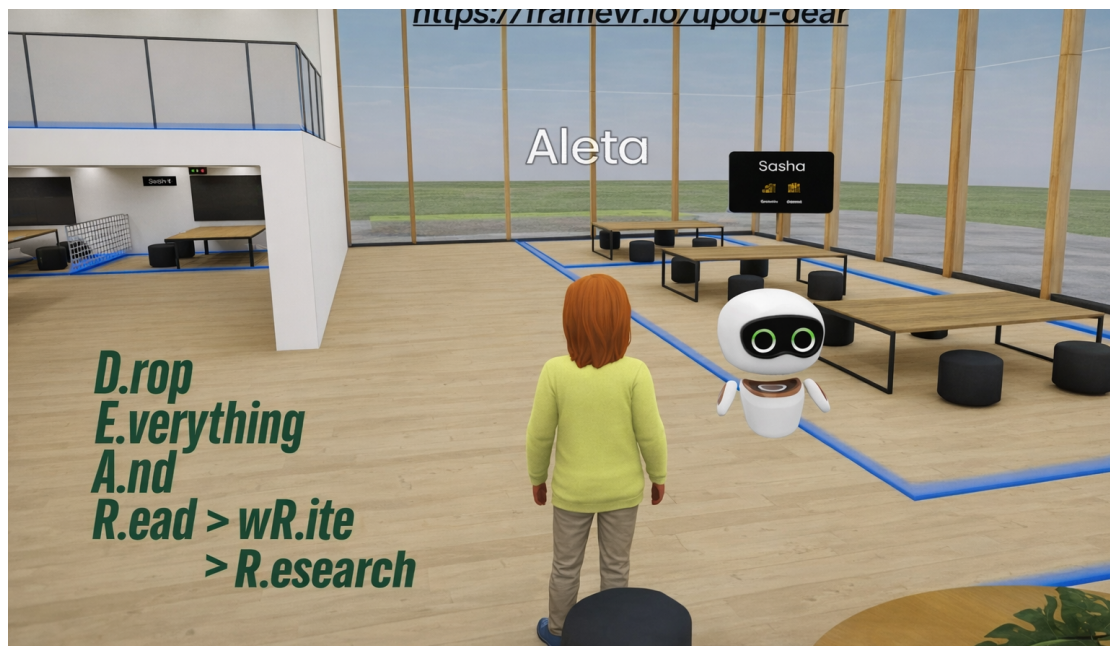 https://framevr.io/upou-dear
Aleta
Sasha
D.rop
E.verything
A.nd
R.ead > wR.ite
> R.esearch